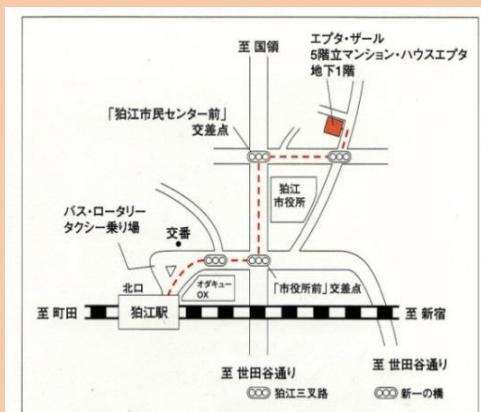 エプタ・ザール
5階立マンション・ハウスエプタ
地下1階
至 国領
「狛江市民センター前」
交差点
狛江
市役所
バス・ロータリー
タクシー乗り場
交番
北口
オダキュー
OX
「市役所前」交差点
至 町田
狛江駅
至 新宿
至 世田谷通り
至 世田谷通り
狛江三叉路
新一の橋